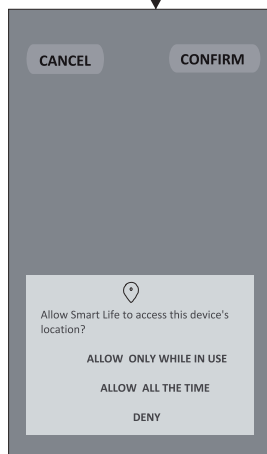 CANCEL CONFIRM
Allow Smart Life to access this device's
location?
ALLOW ONLY WHILE IN USE
ALLOW ALL THE TIME
DENY